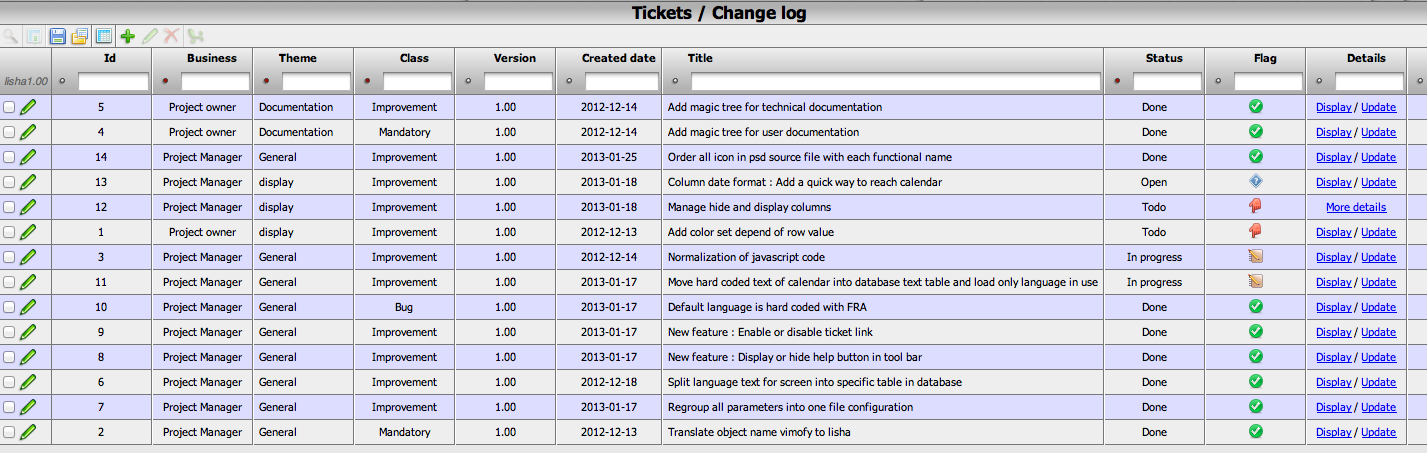 Tickets / Change log
Id Business Theme Class Version Created date Title Status Flag Details
lisha1.00
5 Project owner Documentation Improvement 1.00 2012-12-14 Add magic tree for technical documentation Done Display / Update
4 Project owner Documentation Mandatory 1.00 2012-12-14 Add magic tree for user documentation Done Display / Update
14 Project Manager General Improvement 1.00 2013-01-25 Order all icon in psd source file with each functional name Done Display / Update
13 Project Manager display Improvement 1.00 2013-01-18 Column date format : Add a quick way to reach calendar Open Display / Update
12 Project Manager display Improvement 1.00 2013-01-18 Manage hide and display columns Todo More details
1 Project owner display Improvement 1.00 2012-12-13 Add color set depend of row value Todo Display / Update
3 Project Manager General Improvement 1.00 2012-12-14 Normalization of javascript code In progress Display / Update
11 Project Manager General Improvement 1.00 2013-01-17 Move hard coded text of calendar into database text table and load only language in use In progress Display / Update
10 Project Manager General Bug 1.00 2013-01-17 Default language is hard coded with FRA Done Display / Update
9 Project Manager General Improvement 1.00 2013-01-17 New feature : Enable or disable ticket link Done Display / Update
8 Project Manager General Improvement 1.00 2013-01-17 New feature : Display or hide help button in tool bar Done Display / Update
6 Project Manager General Improvement 1.00 2012-12-18 Split language text for screen into specific table in database Done Display / Update
7 Project Manager General Improvement 1.00 2013-01-17 Regroup all parameters into one file configuration Done Display / Update
2 Project Manager General Mandatory 1.00 2012-12-13 Translate object name vimofy to lisha Done Display / Update